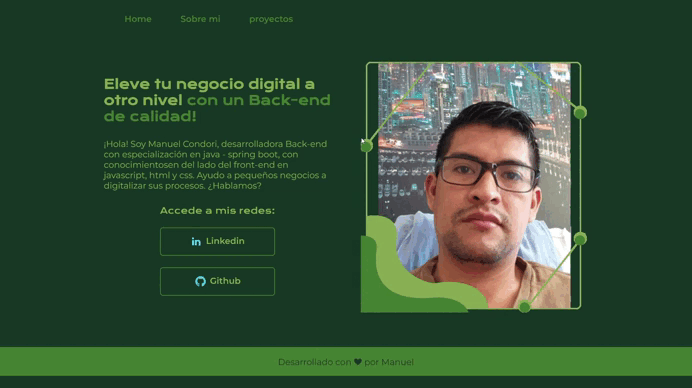 Home Sobre mi proyectos
Eleve tu negocio digital a
otro nivel con un Back-end
de calidad!
¡Hola! Soy Manuel Condori, desarrolladora Back-end
con especialización en java - spring boot, con
conocimientosen del lado del front-end en
javascript, html y css. Ayudo a pequeños negocios a
digitalizar sus procesos. ¿Hablamos?
Accede a mis redes:
Linkedin
Github
Desarrollado con ❤ por Manuel